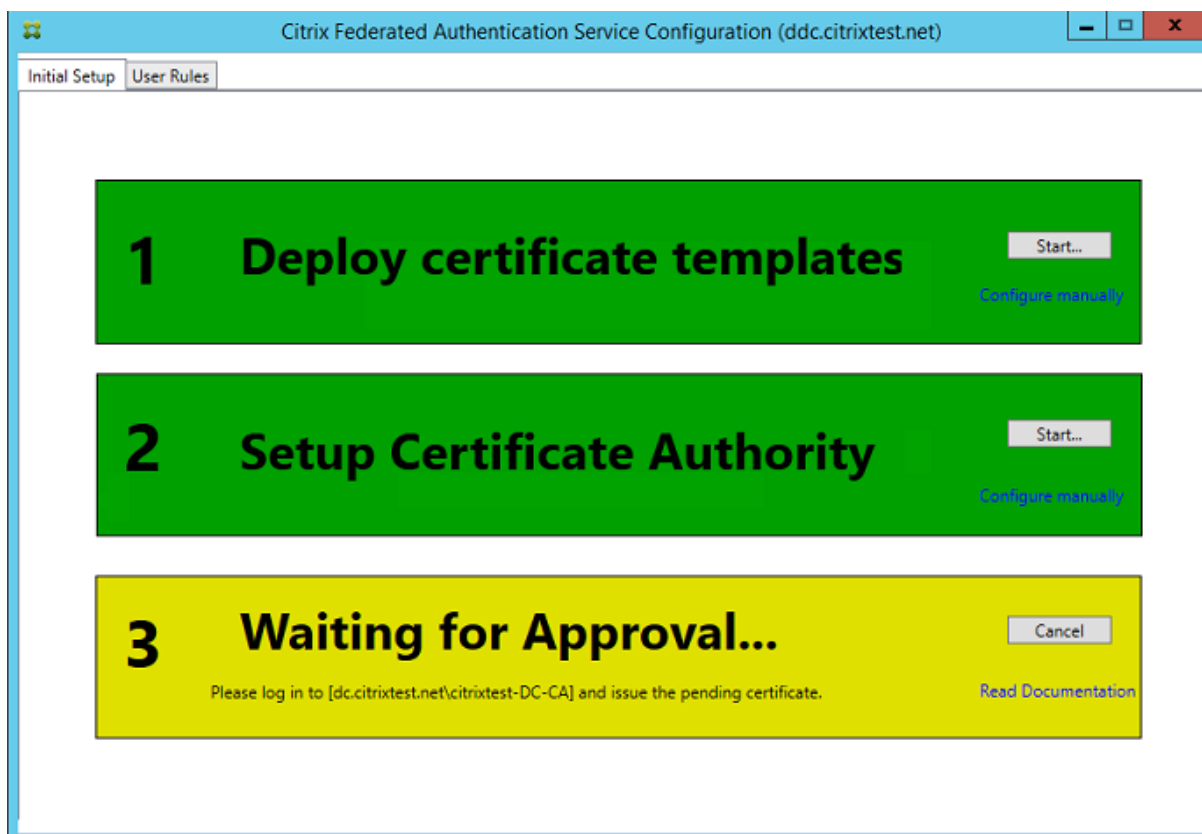 Citrix Federated Authentication Service Configuration (ddc.citrixtest.net)
Initial Setup
User Rules
1
Deploy certificate templates
Start...
Configure manually
2
Setup Certificate Authority
Start...
Configure manually
3
Waiting for Approval...
Cancel
Please log in to [dc.citrixtest.net\citrixtest-DC-CA] and issue the pending certificate.
Read Documentation